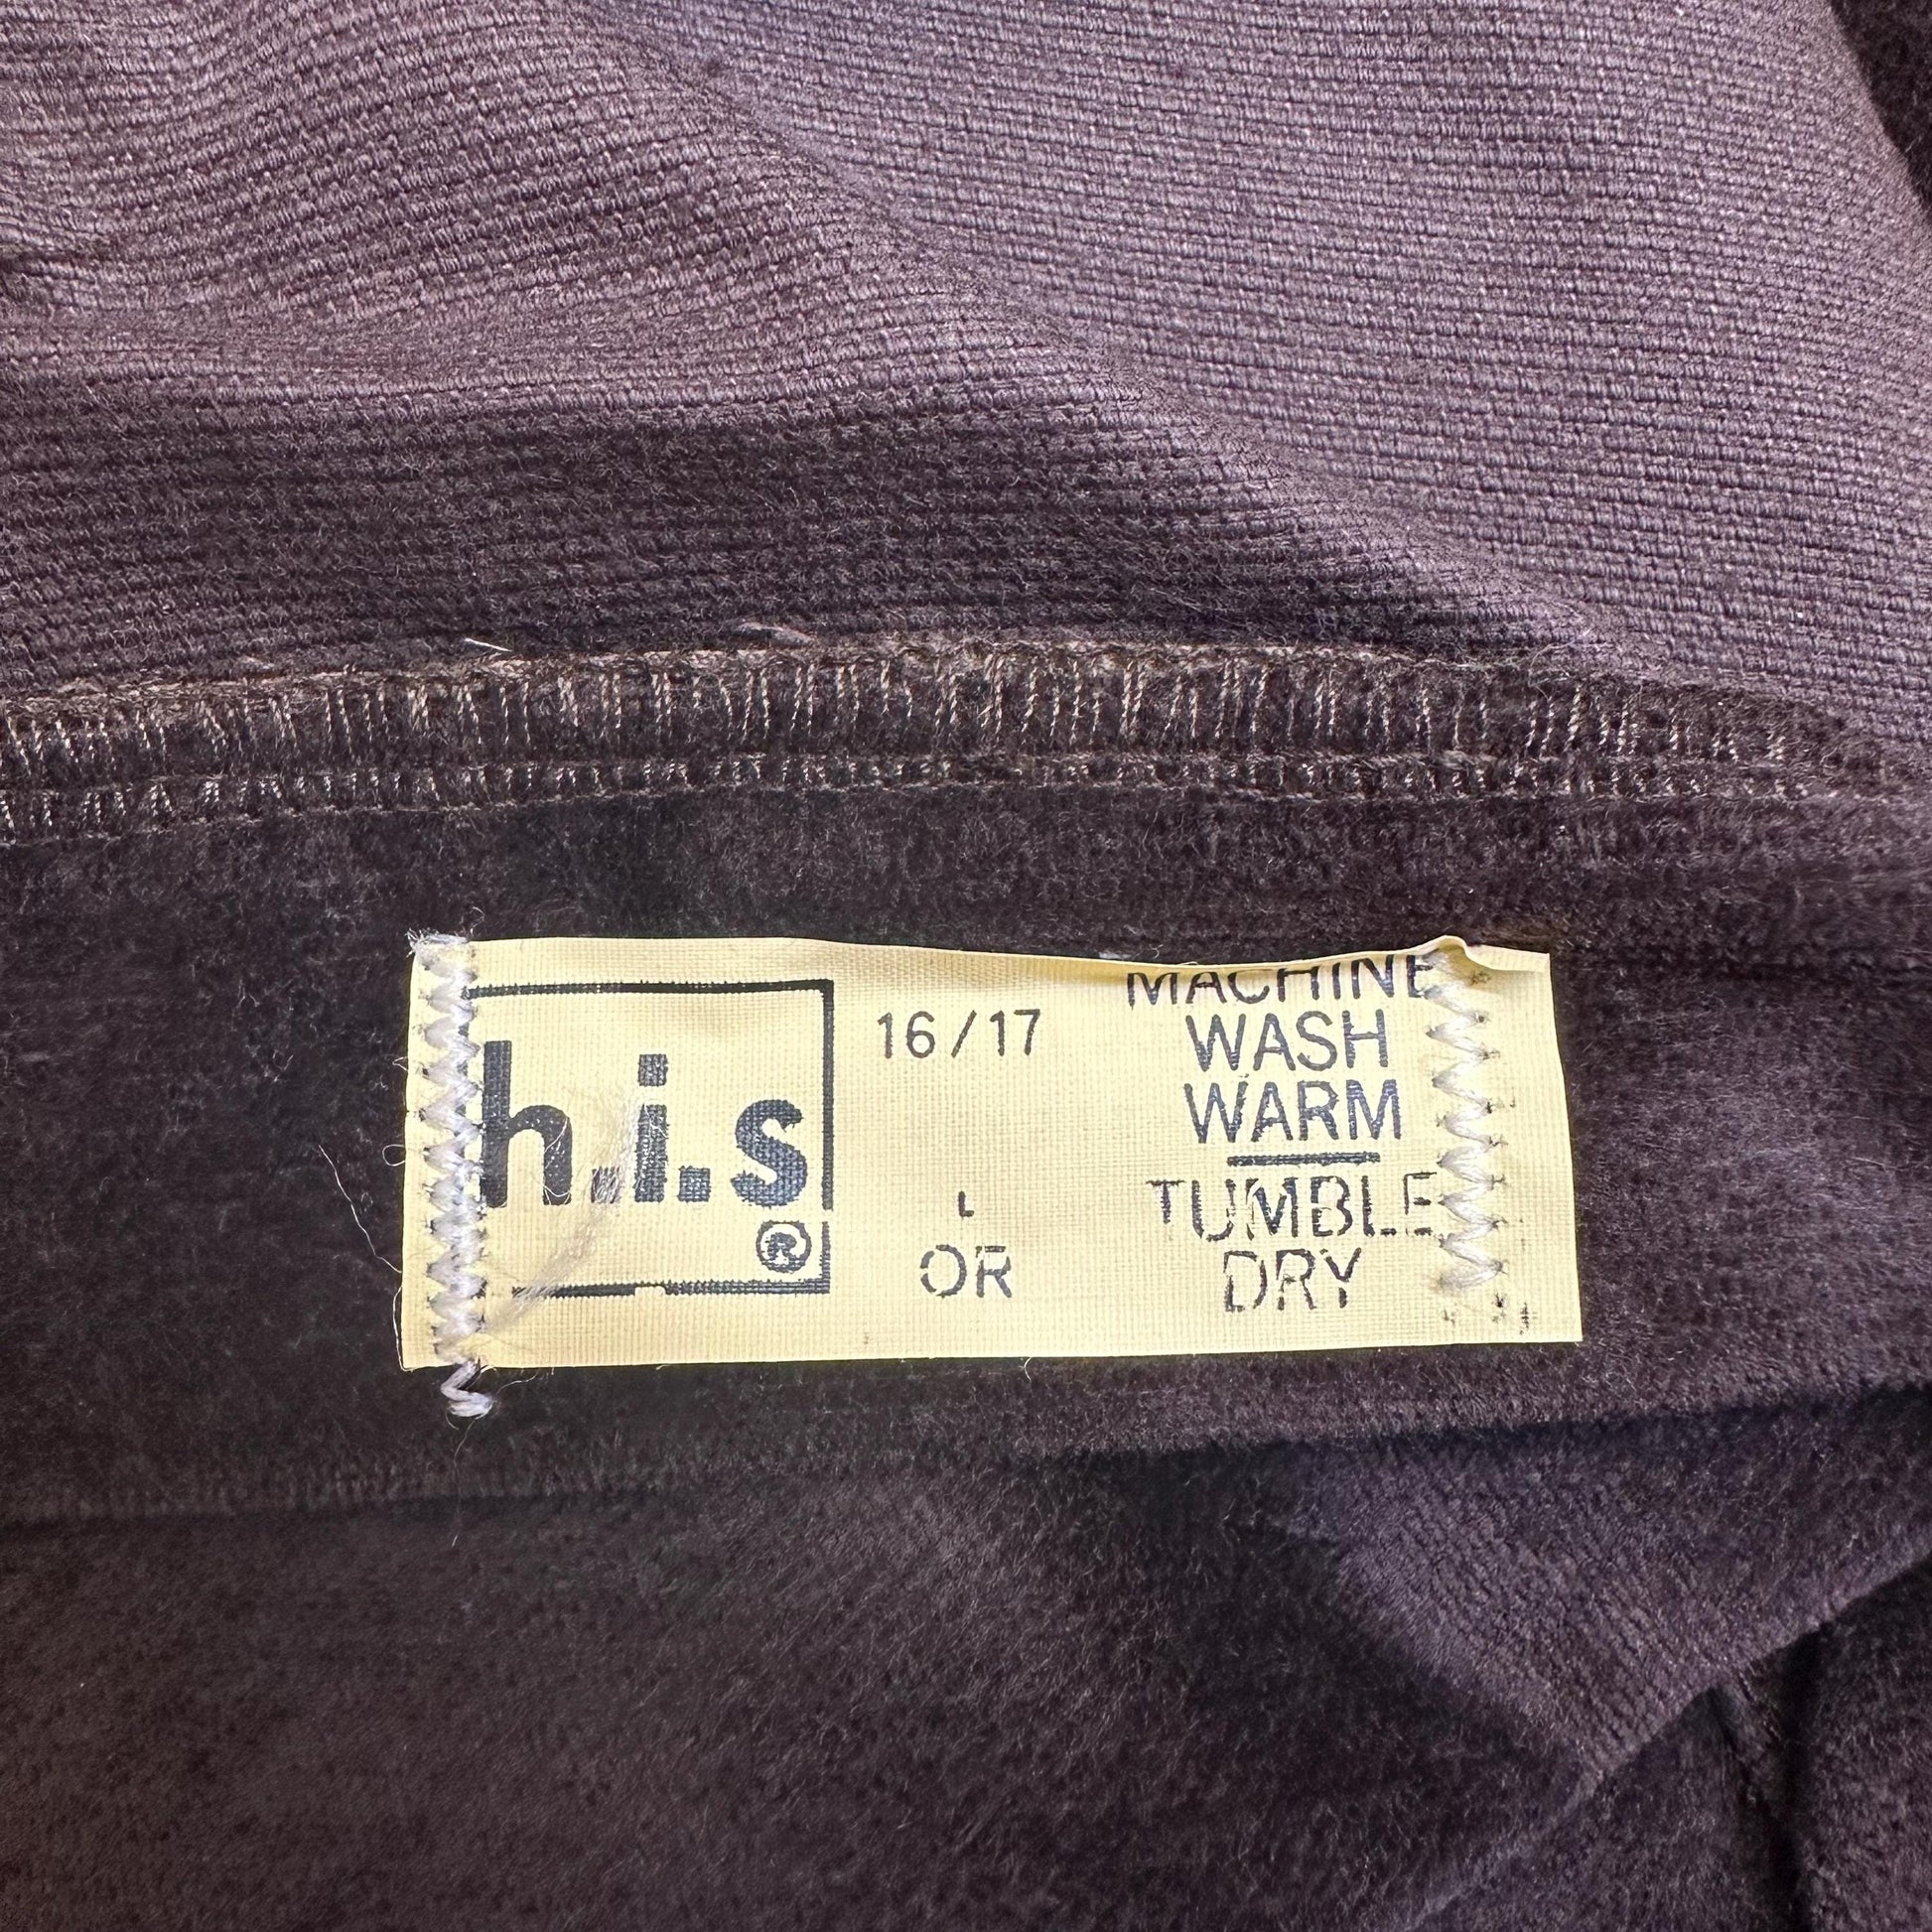 h.i.s
®
16/17
L
OR
MACHINE
WASH
WARM
TUMBLE
DRY